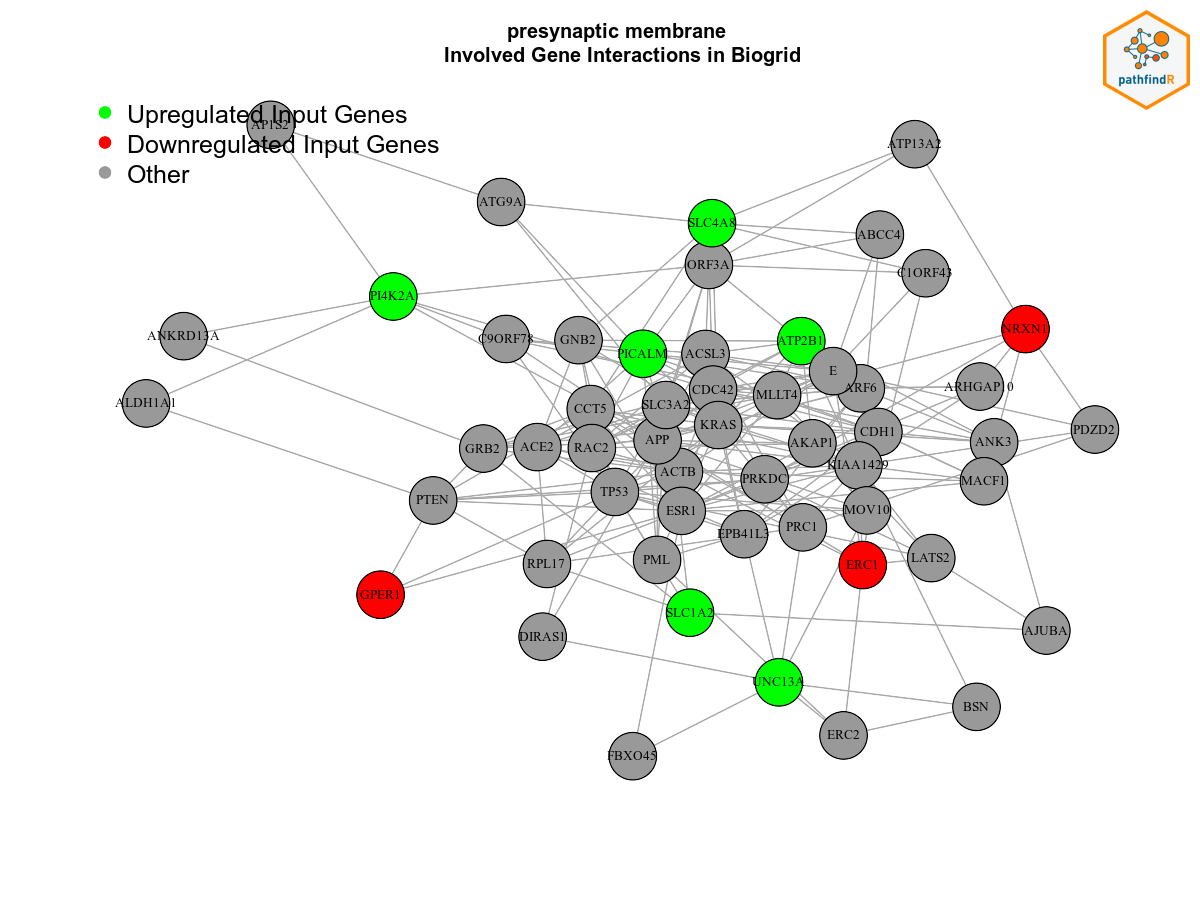 presynaptic membrane
Involved Gene Interactions in Biogrid
pathfindR
Upregulated Input Genes
Downregulated Input Genes
Other
AP1S2
ATP13A2
ATG9A
SLC4A8
ABCC4
ORF3A
C1ORF43
PI4K2A
NRXN1
ANKRD13A
C9ORF78
GNB2
PICALM
ACSL3
ATP2B1
E
ARF6
ARHGAP10
CDC42
MLLT4
ALDH1A1
CCT5
SLC3A2
KRAS
CDH1
PDZD2
GRB2
ACE2
RAC2
APP
AKAP1
ANK3
KIAA1429
ACTB
PRKDC
MACF1
PTEN
TP53
ESR1
MOV10
EPB41L3
PRC1
RPL17
PML
ERC1
LATS2
GPER1
SLC1A2
DIRAS1
AJUBA
UNC13A
BSN
ERC2
FBXO45